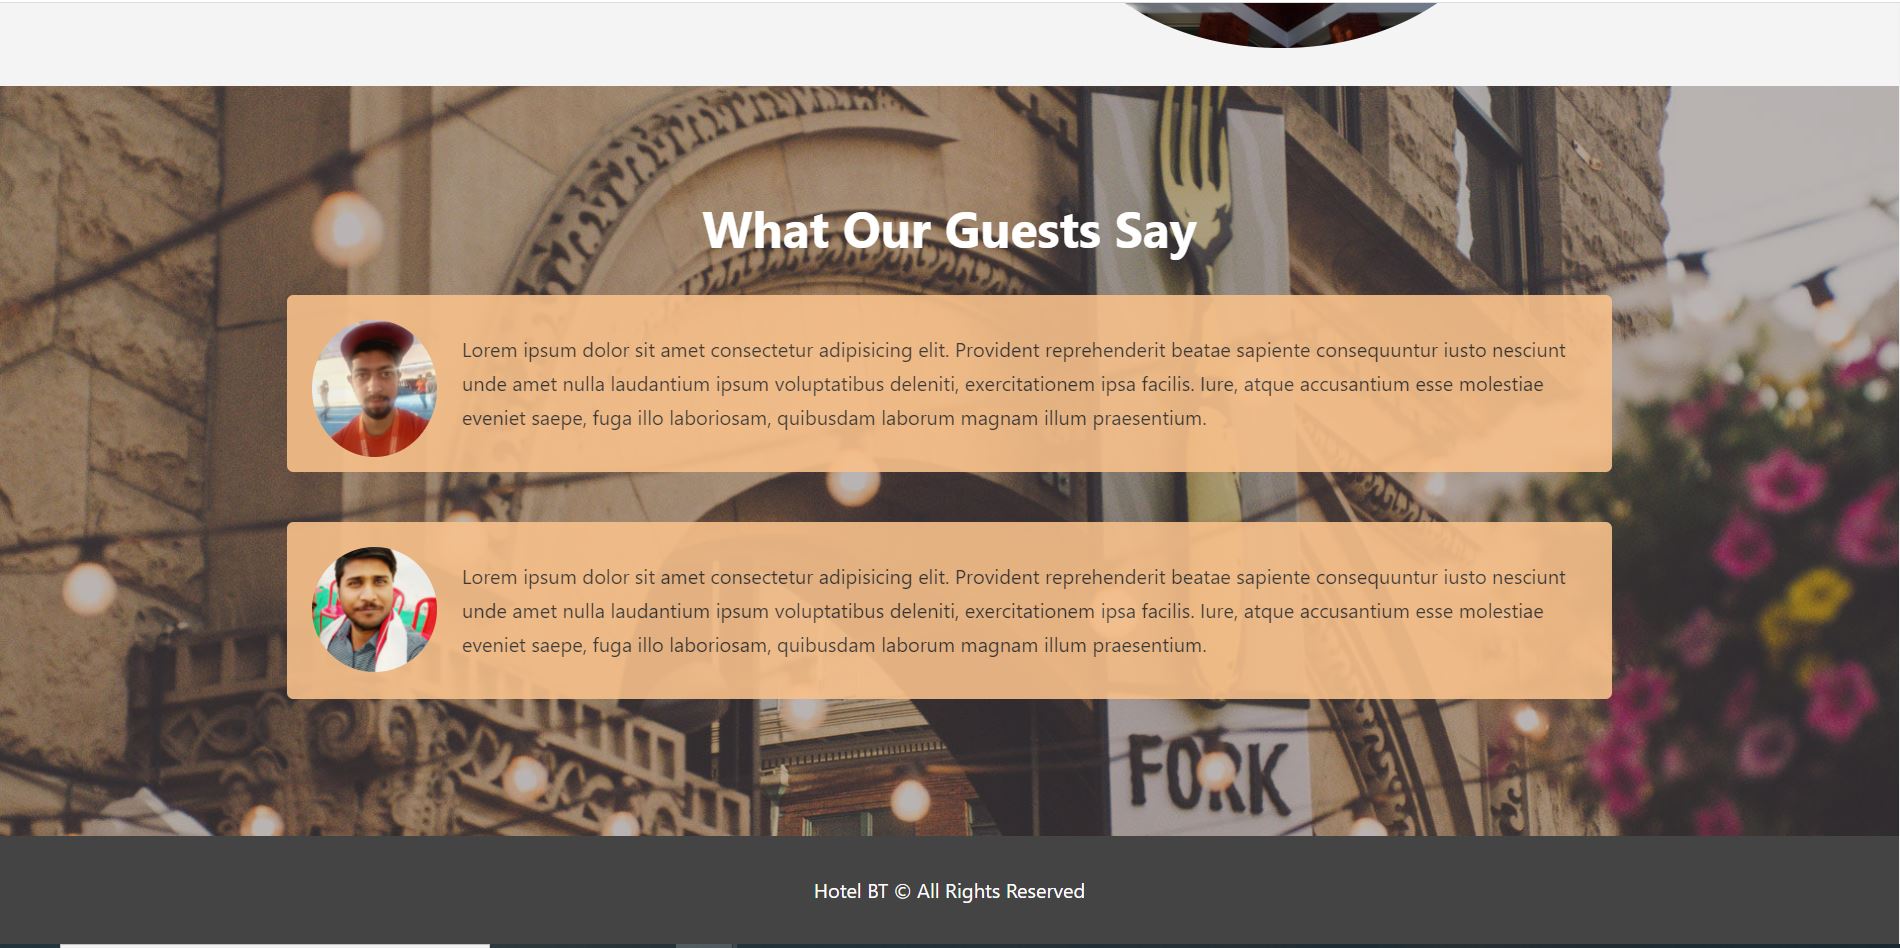 What Our Guests Say
Lorem ipsum dolor sit amet consectetur adipisicing elit. Provident reprehenderit beatae sapiente consequuntur iusto nesciunt
unde amet nulla laudantium ipsum voluptatibus deleniti, exercitationem ipsa facilis. Iure, atque accusantium esse molestiae
eveniet saepe, fuga illo laboriosam, quibusdam laborum magnam illum praesentium.
Lorem ipsum dolor sit amet consectetur adipisicing elit. Provident reprehenderit beatae sapiente consequuntur iusto nesciunt
unde amet nulla laudantium ipsum voluptatibus deleniti, exercitationem ipsa facilis. Iure, atque accusantium esse molestiae
eveniet saepe, fuga illo laboriosam, quibusdam laborum magnam illum praesentium.
FORK
Hotel BT © All Rights Reserved